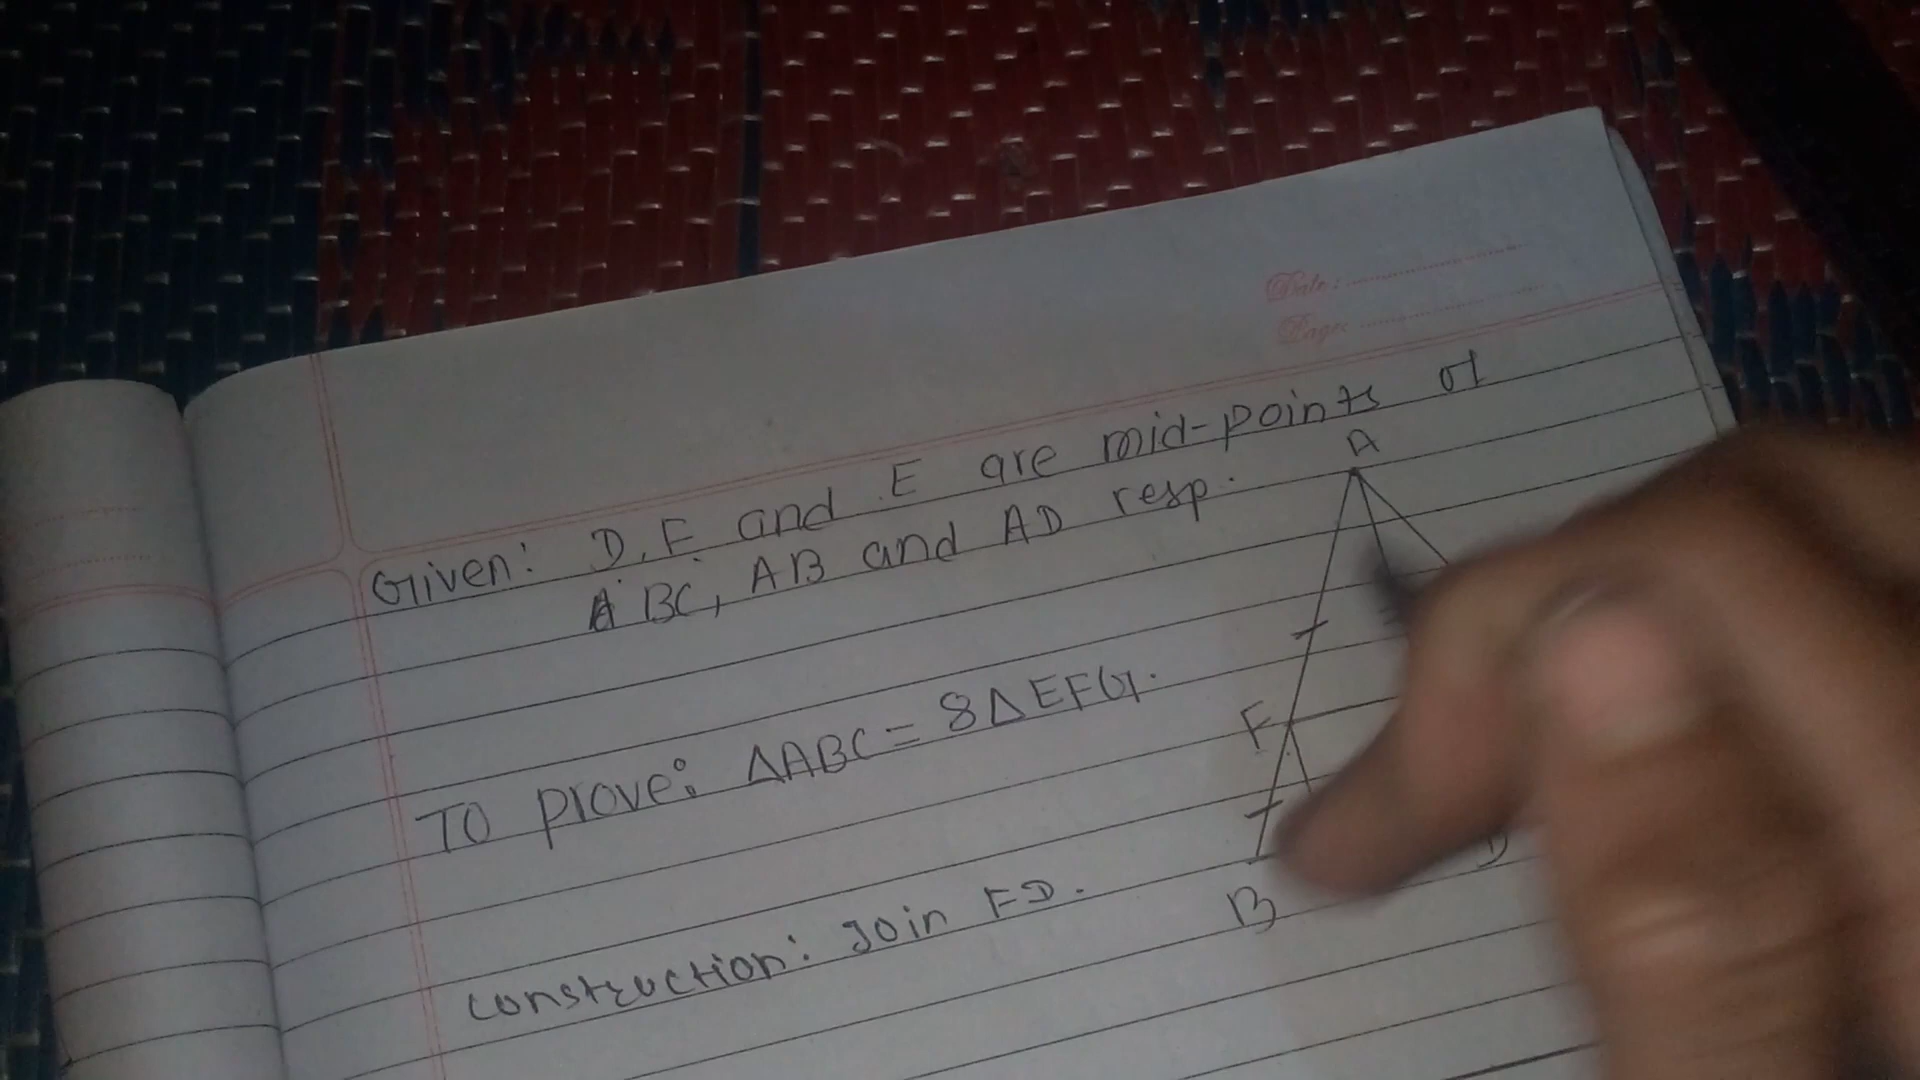 Date:
Page:
Given: D, F and E are mid-points of
BC, AB and AD resp.
A
To prove: ΔABC = 8ΔEFG.
F
D
B
Construction: Join FD.